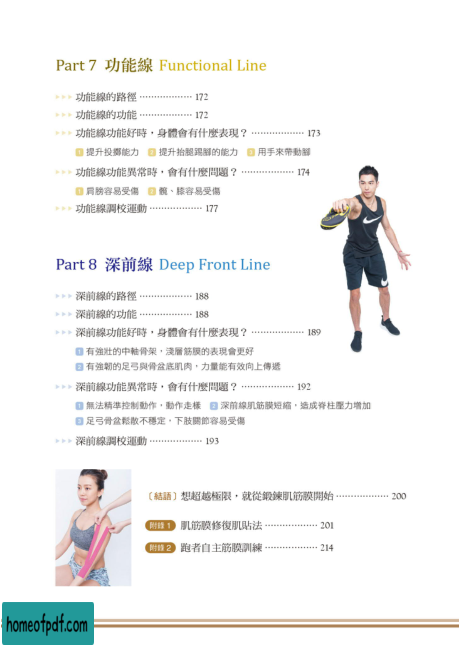 Part 7 功能線 Functional Line
▹▹▹ 功能線的路徑 ⋯⋯⋯⋯⋯⋯ 172
▹▹▹ 功能線的功能 ⋯⋯⋯⋯⋯⋯ 172
▹▹▹ 功能線功能好時，身體會有什麼表現？ ⋯⋯⋯⋯⋯⋯ 173
1 提升投擲能力 2 提升抬腿踢腳的能力 3 用手來帶動腳
▹▹▹ 功能線功能異常時，會有什麼問題？ ⋯⋯⋯⋯⋯⋯ 174
1 肩膀容易受傷 2 髖、膝容易受傷
▹▹▹ 功能線調校運動 ⋯⋯⋯⋯⋯⋯ 177
Part 8 深前線 Deep Front Line
▹▹▹ 深前線的路徑 ⋯⋯⋯⋯⋯⋯ 188
▹▹▹ 深前線的功能 ⋯⋯⋯⋯⋯⋯ 188
▹▹▹ 深前線功能好時，身體會有什麼表現？ ⋯⋯⋯⋯⋯⋯ 189
1 有強壯的中軸骨架，淺層筋膜的表現會更好
2 有強韌的足弓與骨盆底肌肉，力量能有效向上傳遞
▹▹▹ 深前線功能異常時，會有什麼問題？ ⋯⋯⋯⋯⋯⋯ 192
1 無法精準控制動作，動作走樣 2 深前線肌筋膜短縮，造成脊柱壓力增加
3 足弓骨盆鬆散不穩定，下肢關節容易受傷
▹▹▹ 深前線調校運動 ⋯⋯⋯⋯⋯⋯ 193
〔結語〕想超越極限，就從鍛鍊肌筋膜開始 ⋯⋯⋯⋯⋯⋯ 200
附錄 1 肌筋膜修復肌貼法 ⋯⋯⋯⋯⋯⋯ 201
附錄 2 跑者自主筋膜訓練 ⋯⋯⋯⋯⋯⋯ 214
homeofpdf.com